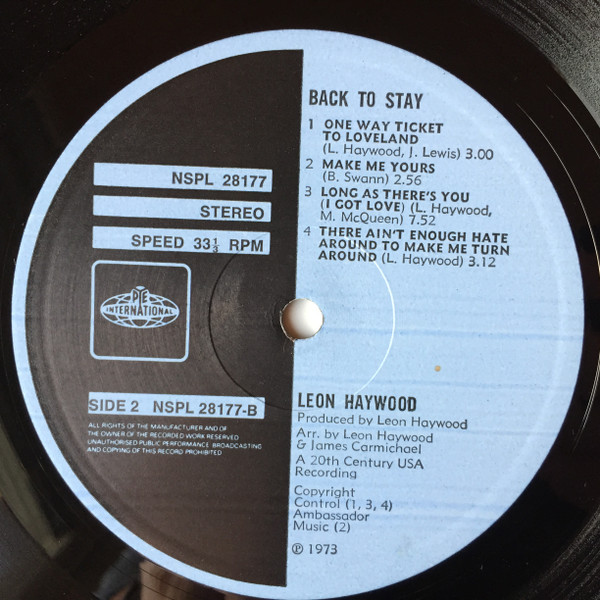 NSPL 28177
STEREO
SPEED 33⅓ RPM
PYE
INTERNATIONAL
SIDE 2 NSPL 28177-B
ALL RIGHTS OF THE MANUFACTURER AND OF
THE OWNER OF THE RECORDED WORK RESERVED
UNAUTHORISED PUBLIC PERFORMANCE BROADCASTING
AND COPYING OF THIS RECORD PROHIBITED
BACK TO STAY
1 ONE WAY TICKET
TO LOVELAND
(L. Haywood, J. Lewis) 3.00
2 MAKE ME YOURS
(B. Swann) 2.56
3 LONG AS THERE'S YOU
(I GOT LOVE) (L. Haywood,
M. McQueen) 7.52
4 THERE AIN'T ENOUGH HATE
AROUND TO MAKE ME TURN
AROUND (L. Haywood) 3.12
LEON HAYWOOD
Produced by Leon Haywood
Arr. by Leon Haywood
& James Carmichael
A 20th Century USA
Recording
Copyright
Control (1, 3, 4)
Ambassador
Music (2)
℗ 1973